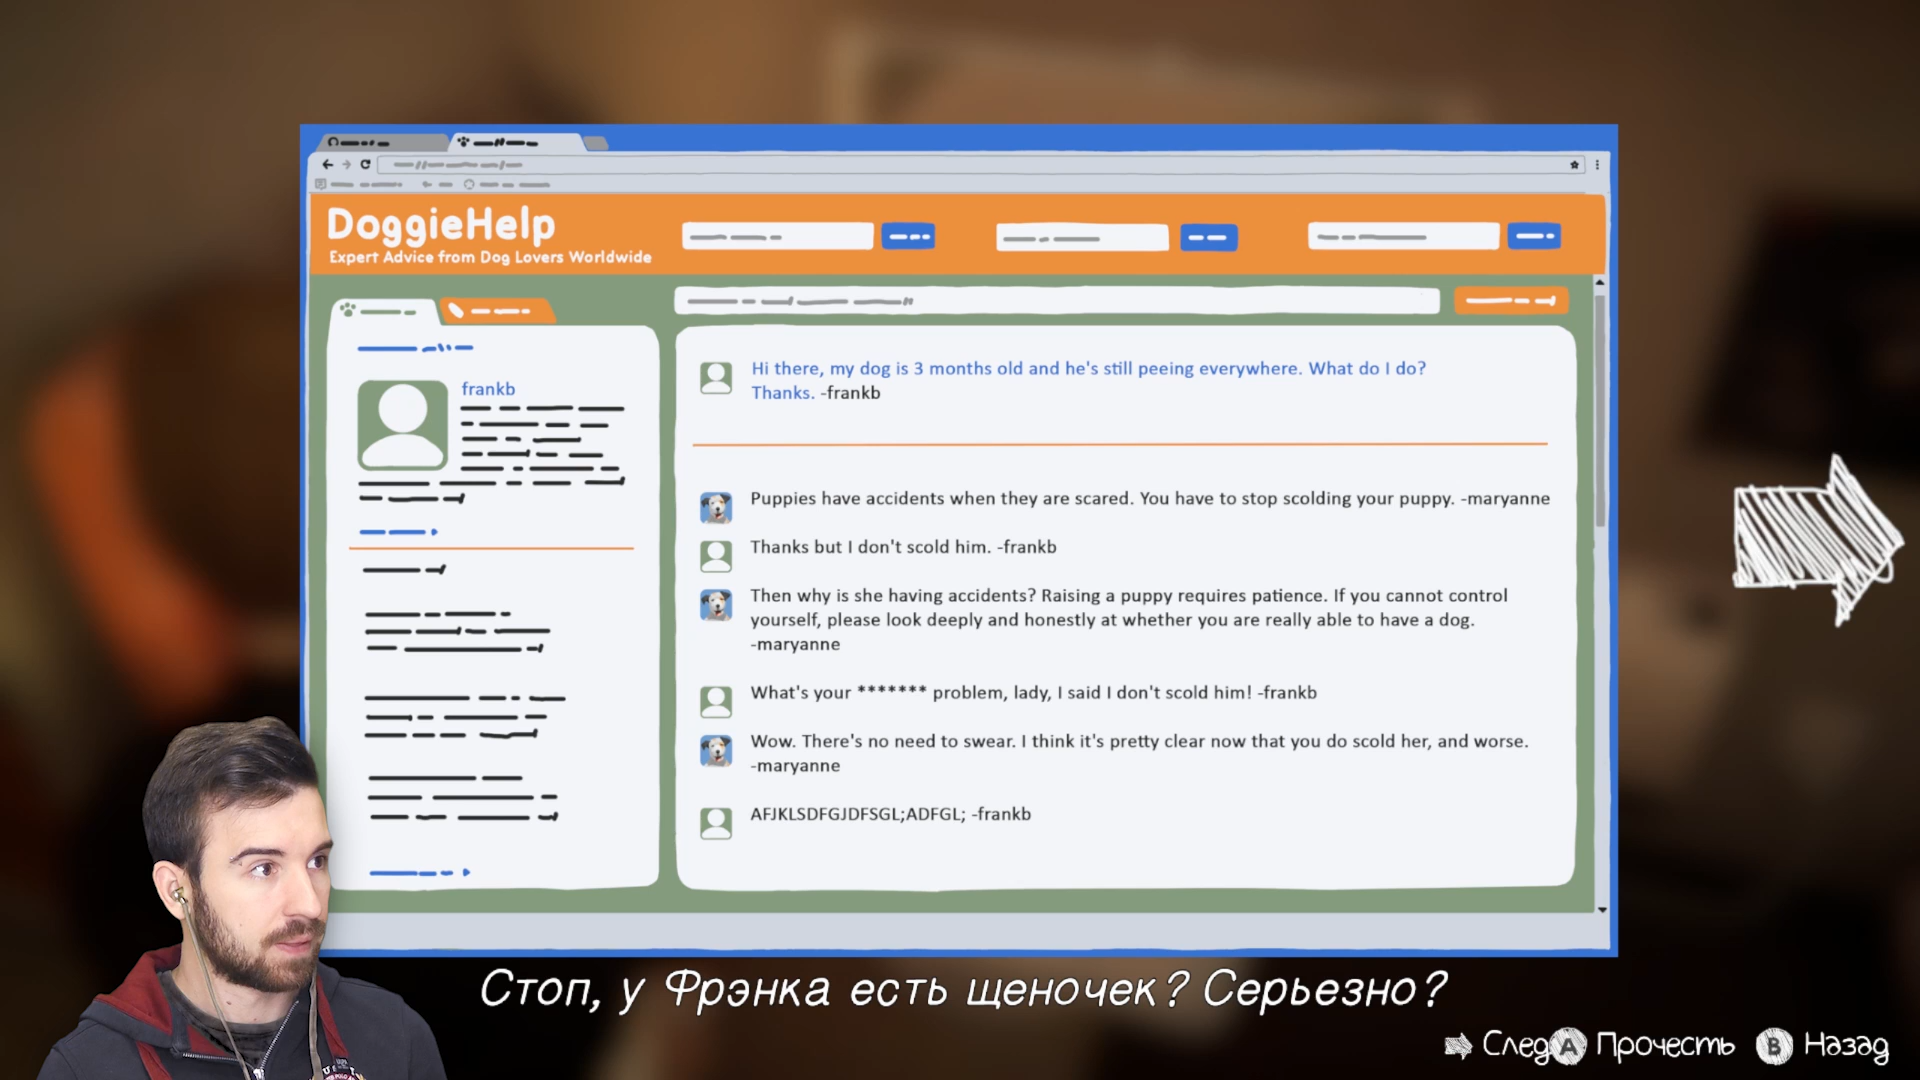 DoggieHelp
Expert Advice from Dog Lovers Worldwide
frankb
Hi there, my dog is 3 months old and he's still peeing everywhere. What do I do?
Thanks. -frankb
Puppies have accidents when they are scared. You have to stop scolding your puppy. -maryanne
Thanks but I don't scold him. -frankb
Then why is she having accidents? Raising a puppy requires patience. If you cannot control
yourself, please look deeply and honestly at whether you are really able to have a dog.
-maryanne
What's your ******* problem, lady, I said I don't scold him! -frankb
Wow. There's no need to swear. I think it's pretty clear now that you do scold her, and worse.
-maryanne
AFJKLSDFGJDFSGL;ADFGL; -frankb
Стоп, у Фрэнка есть щеночек? Серьезно?
След A Прочесть B Назад